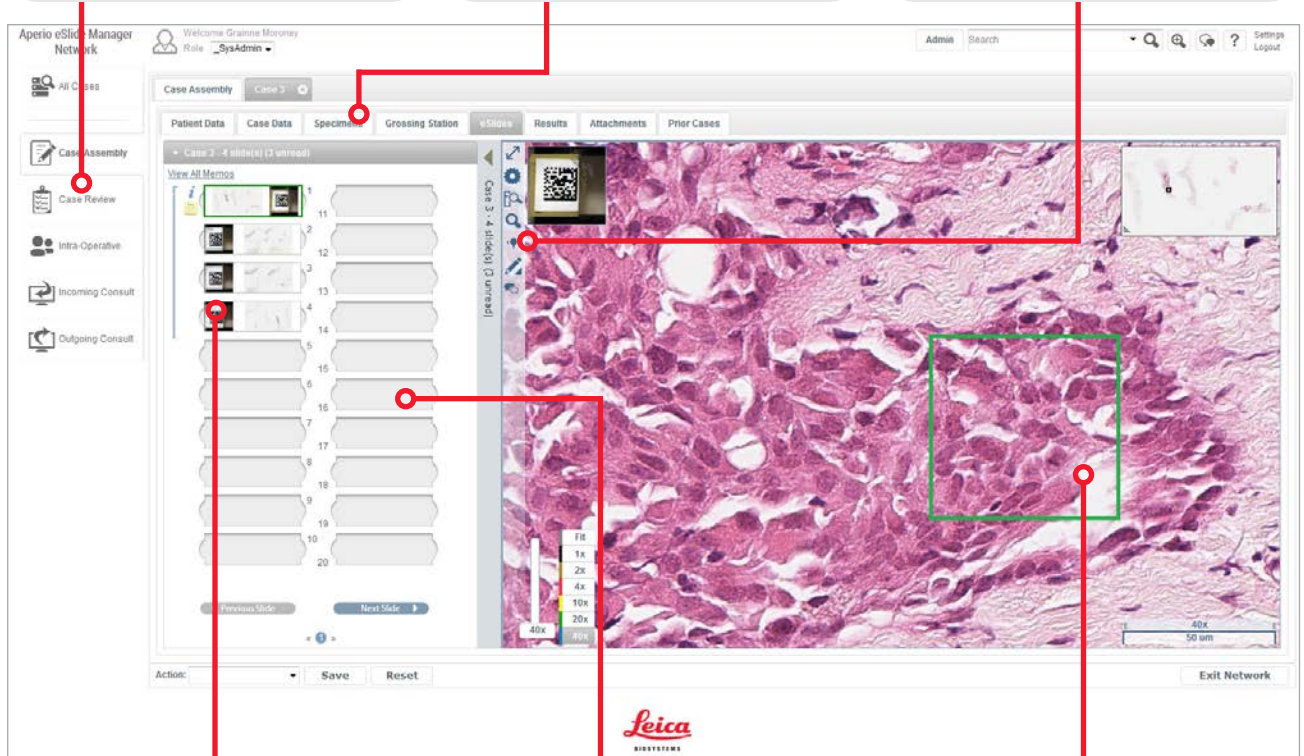 Aperio eSlide Manager
Network
Welcome Grainne Moroney
Role _SysAdmin
Admin Search
?
Settings
Logout
All Cases
Case Assembly
Case Review
Intra-Operative
Incoming Consult
Outgoing Consult
Case Assembly Case 3
Patient Data Case Data Specimens Grossing Station eSlides Results Attachments Prior Cases
Case 3 - 4 slide(s) (3 unread)
View All Memos
1
11
2
12
3
13
4
14
5
15
6
16
7
17
8
18
9
19
10
20
Previous Slide Next Slide
« 1 »
Case 3 - 4 slide(s) (3 unread)
Fit
1x
2x
4x
10x
20x
40x
40x
40x
50 um
Action: Save Reset Exit Network
Leica
BIOSYSTEMS